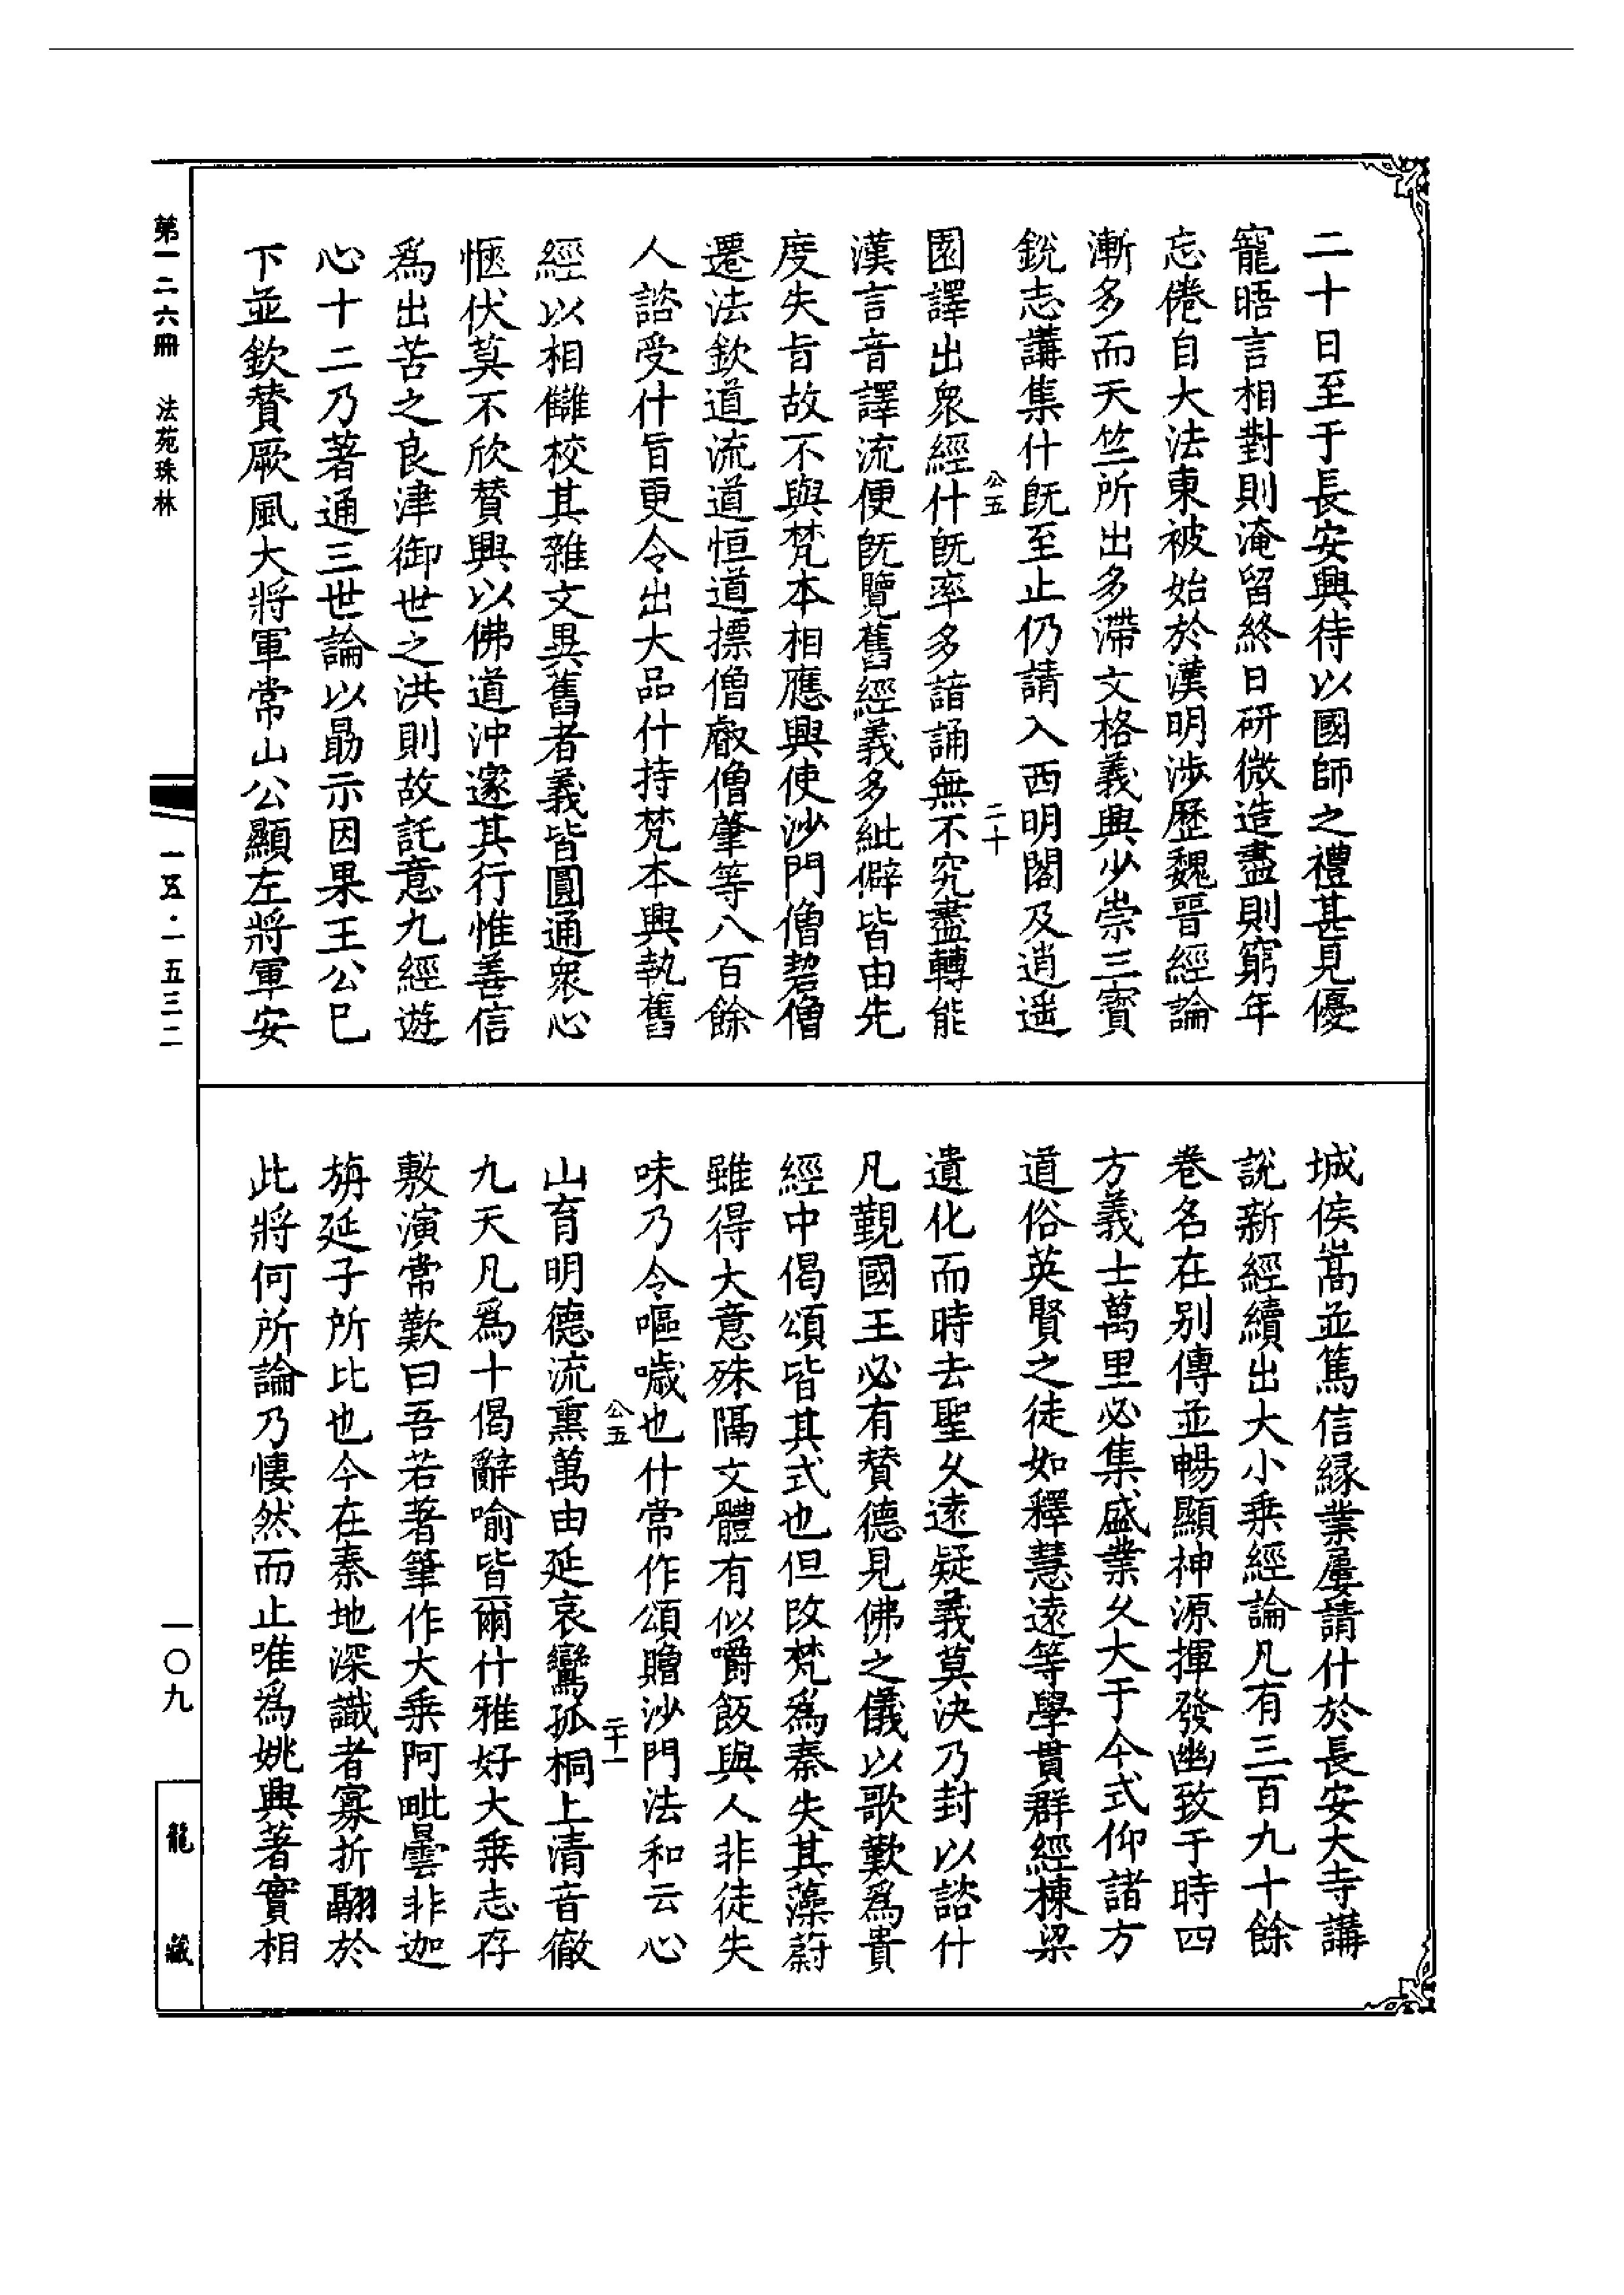 二十日至于長安興待以國師之禮甚見優
寵晤言相對則淹留終日研微造盡則窮年
忘倦自大法東被始於漢明涉歷魏晉經論
漸多而天竺所出多滯文格義興少崇三寶
銳志講集什既至止仍請入西明閣及逍遥
公五
二十
園譯出衆經什既率多諳誦無不究盡轉能
漢言音譯流便既覽舊經義多紕僻皆由先
度失旨故不與梵本相應興使沙門僧䂮僧
遷法欽道流道恒道摽僧叡僧肇等八百餘
人諮受什旨更令出大品什持梵本興執舊
經以相讎校其雜文異舊者義皆圓通衆心
愜伏莫不欣贊興以佛道沖邃其行惟善信
爲出苦之良津御世之洪則故託意九經遊
心十二乃著通三世論以勗示因果王公巳
下並欽贊厥風大將軍常山公顯左將軍安
城侯嵩並篤信緣業屢請什於長安大寺講
説新經續出大小乗經論凡有三百九十餘
卷名在别傳並暢顯神源揮發幽致于時四
方義士萬里必集盛業久大于今式仰諸方
道俗英賢之徒如釋慧遠等學貫群經棟梁
遺化而時去聖久遠疑義莫決乃封以諮什
凡覲國王必有贊德見佛之儀以歌歎爲貴
經中偈頌皆其式也但改梵爲秦失其藻蔚
雖得大意殊隔文體有似嚼飯與人非徒失
味乃令嘔噦也什常作頌贈沙門法和云心
公五
二十一
山育明德流熏萬由延哀鸞孤桐上清音徹
九天凡爲十偈辭喻皆爾什雅好大乗志存
敷演常歎曰吾若著筆作大乗阿毗曇非迦
旃延子所比也今在秦地深識者寡折翮於
此將何所論乃悽然而止唯爲姚興著實相
第一二六冊　法苑珠林
一五·一五三二
一〇九
龍藏